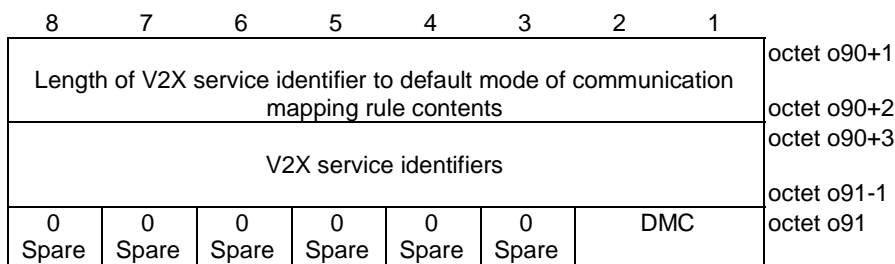 8 7 6 5 4 3 2 1
octet o90+1
Length of V2X service identifier to default mode of communication
mapping rule contents
octet o90+2
octet o90+3
V2X service identifiers
octet o91-1
0 0 0 0 0 0 DMC octet o91
Spare Spare Spare Spare Spare Spare